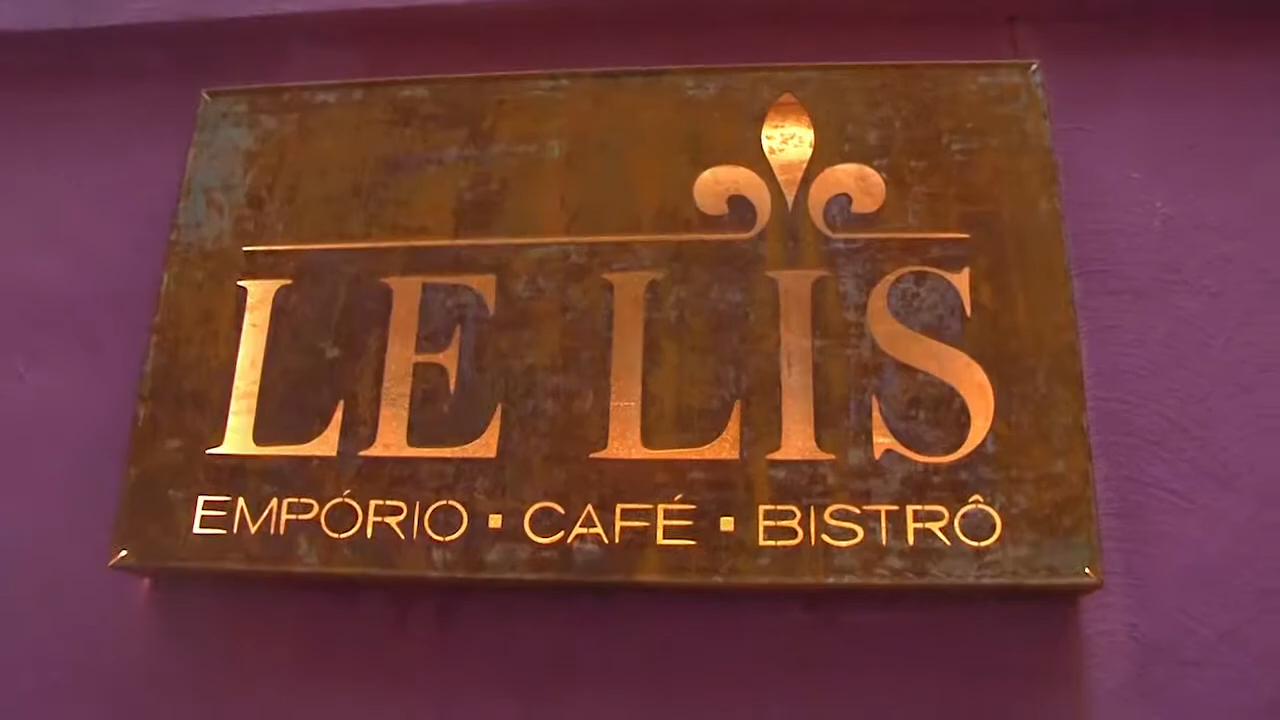 LE LIS
EMPÓRIO ▪ CAFÉ ▪ BISTRÔ